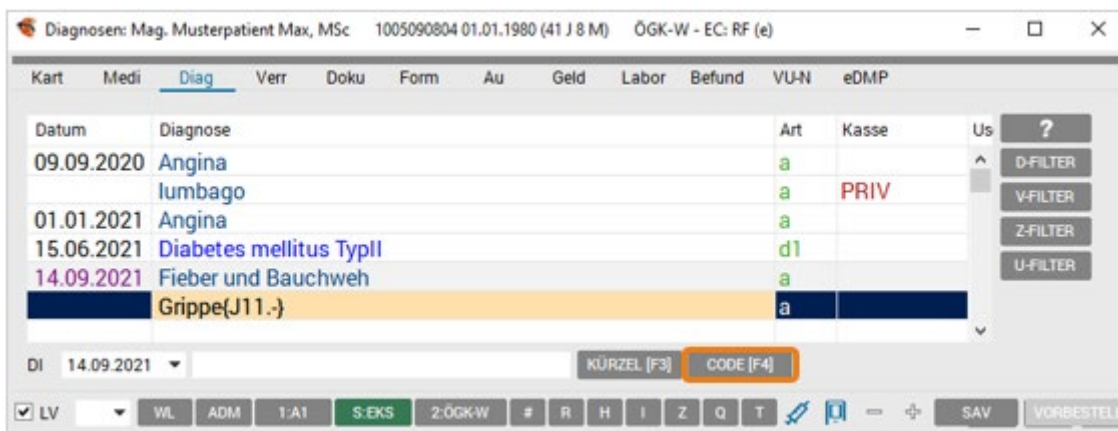 Diagnosen: Mag. Musterpatient Max, MSc 1005090804 01.01.1980 (41 J 8 M) ÖGK-W - EC: RF (e)
Kart Medi Diag Verr Doku Form Au Geld Labor Befund VU-N eDMP
Datum Diagnose Art Kasse Us ?
09.09.2020 Angina a D-FILTER
lumbago a PRIV V-FILTER
01.01.2021 Angina a Z-FILTER
15.06.2021 Diabetes mellitus TypII d1
14.09.2021 Fieber und Bauchweh a U-FILTER
Grippe{J11.-} a
DI 14.09.2021 KÜRZEL [F3] CODE [F4]
LV WL ADM 1:A1 S:EKS 2:ÖGK-W # R H I Z Q T SAV VORBESTELL